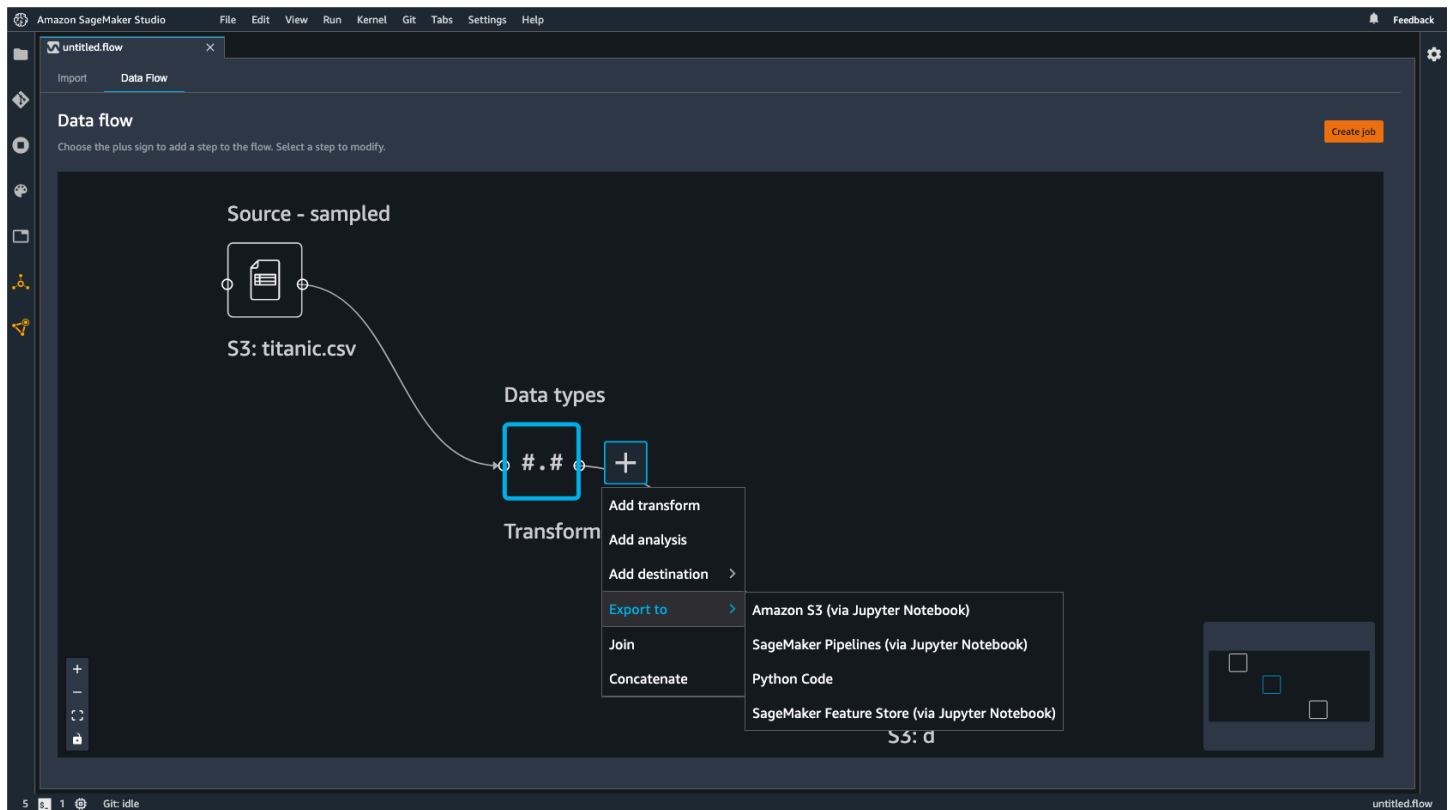 Amazon SageMaker Studio File Edit View Run Kernel Git Tabs Settings Help Feedback
untitled.flow
Import Data Flow
Data flow
Create job
Choose the plus sign to add a step to the flow. Select a step to modify.
Source - sampled
S3: titanic.csv
Data types
#.#
Transform
Add transform
Add analysis
Add destination
Export to
Join
Concatenate
Amazon S3 (via Jupyter Notebook)
SageMaker Pipelines (via Jupyter Notebook)
Python Code
SageMaker Feature Store (via Jupyter Notebook)
S3: d
5 $_ 1 Git: idle untitled.flow